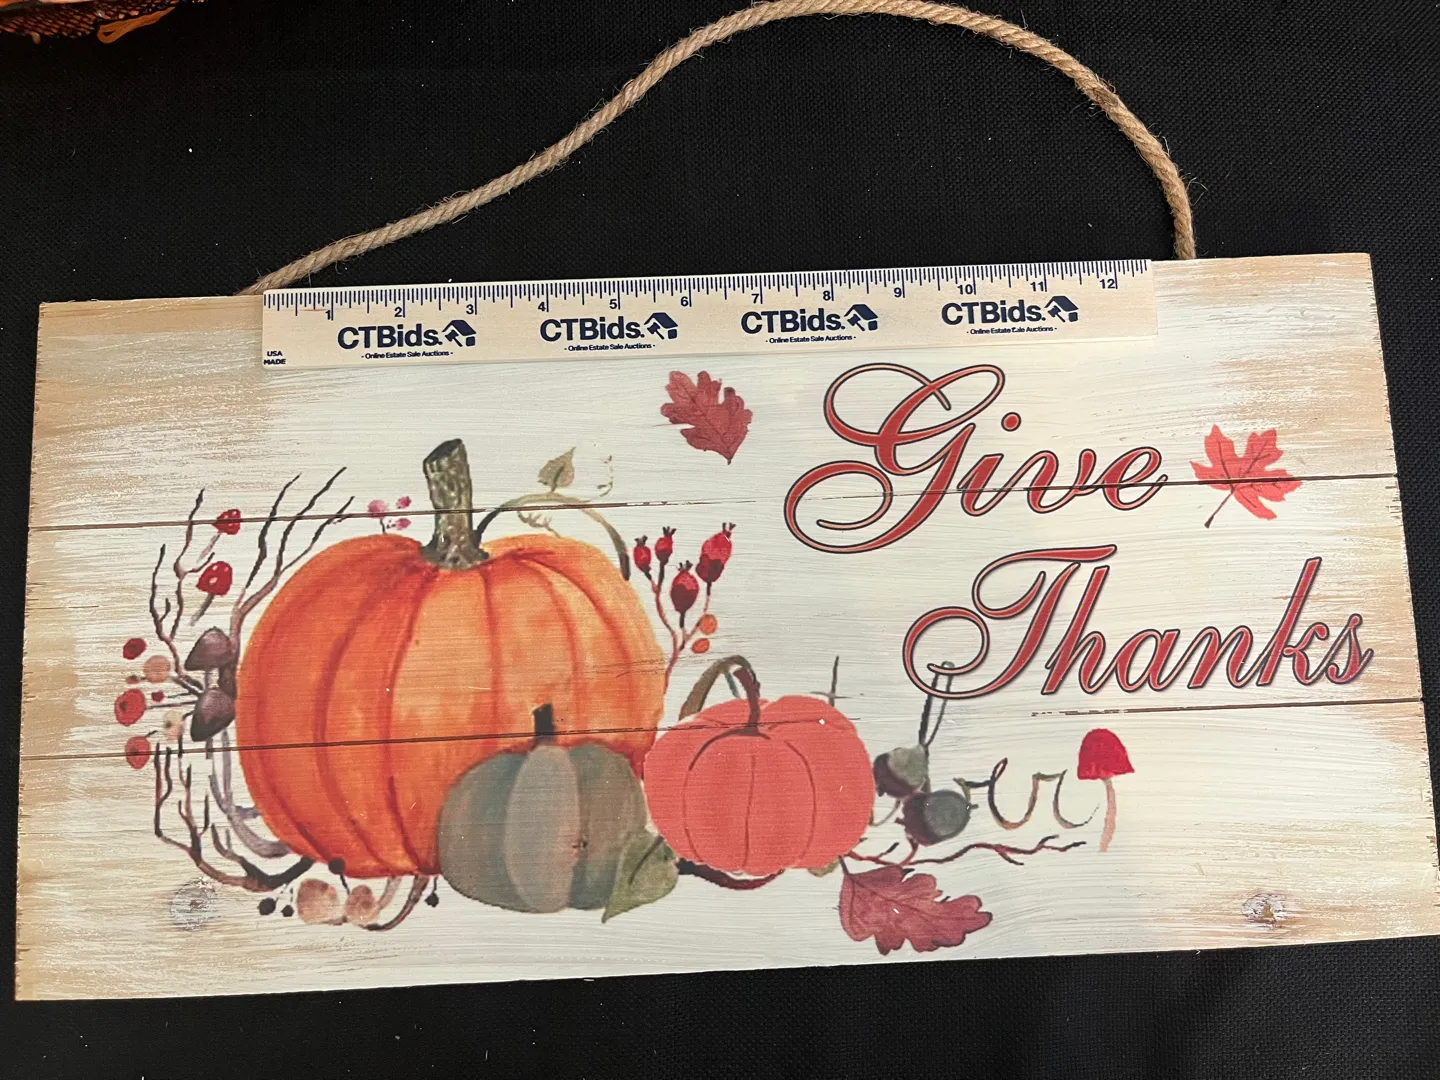 1 2 3 4 5 6 7 8 9 10 11 12
CTBids. CTBids. CTBids. CTBids.
- Online Estate Sale Auctions - - Online Estate Sale Auctions - - Online Estate Sale Auctions - - Online Estate Sale Auctions -
USA
MADE
Give
Thanks